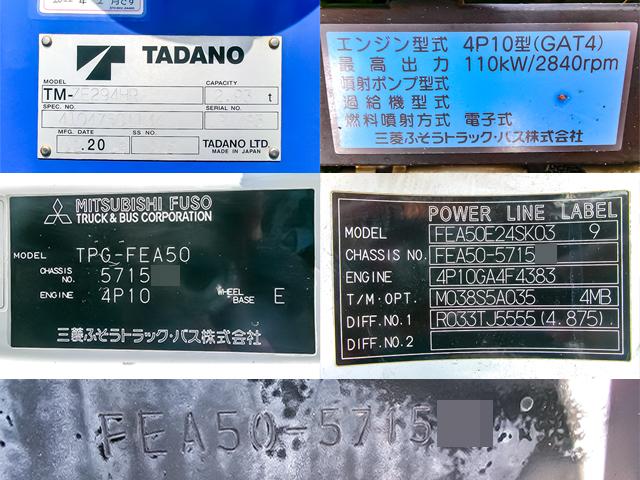 年 月です
TADANO
MODEL
CAPACITY
TM-
t
SPEC. NO.
SERIAL NO.
MFG. DATE
SS NO.
.20
TADANO LTD.
MADE IN JAPAN
エンジン型式 4P10型(GAT4)
最高出力 110kW/2840rpm
噴射ポンプ型式
過給機型式
燃料噴射方式 電子式
三菱ふそうトラック・バス株式会社
MITSUBISHI FUSO
TRUCK & BUS CORPORATION
MODEL TPG-FEA50
CHASSIS NO. 5715
ENGINE 4P10 WHEEL BASE E
三菱ふそうトラック・バス株式会社
POWER LINE LABEL
MODEL FEA50E24SK03 9
CHASSIS NO. FEA50-5715
ENGINE 4P10GA4F4383
T/M.OPT. M038S5A035 4MB
DIFF.NO.1 R033TJ5555(4.875).
DIFF.NO.2
FEA50-5715